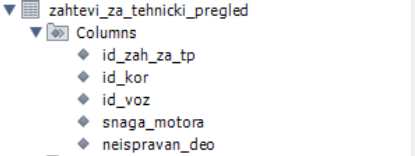 zahtevi_za_tehnicki_pregled
Columns
id_zah_za_tp
id_kor
id_voz
snaga_motora
neispravan_deo